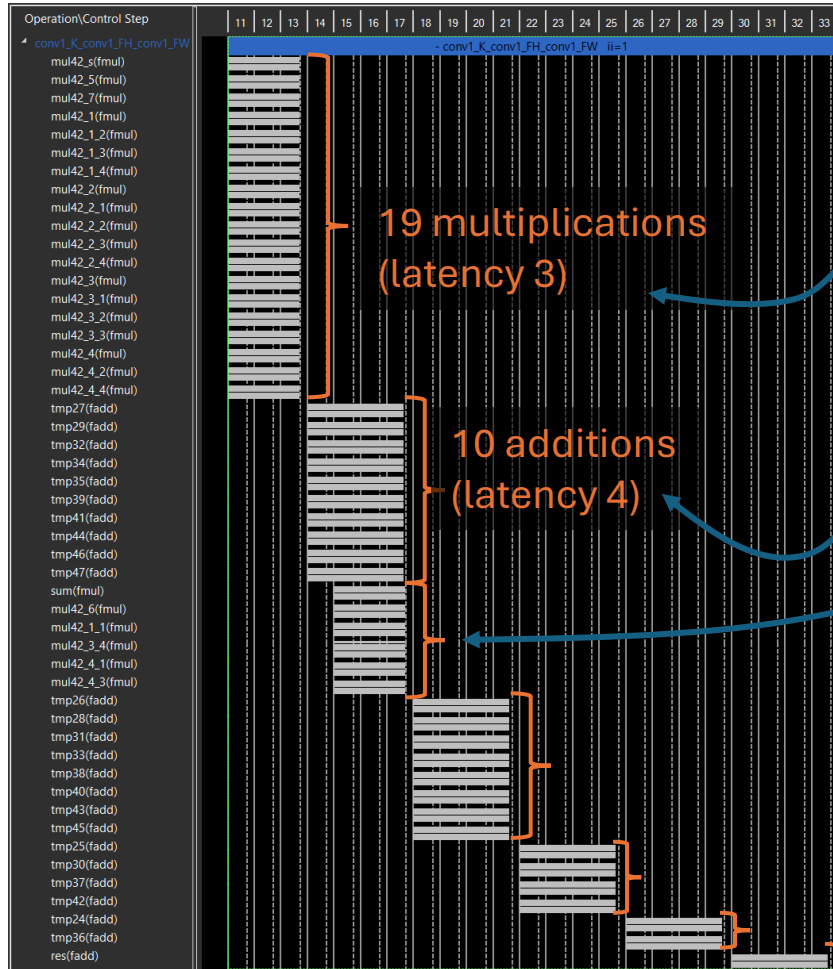 Operation\Control Step
11 12 13 14 15 16 17 18 19 20 21 22 23 24 25 26 27 28 29 30 31 32 33
conv1_K_conv1_FH_conv1_FW
- conv1_K_conv1_FH_conv1_FW ii=1
mul42_s(fmul)
mul42_5(fmul)
mul42_7(fmul)
mul42_1(fmul)
mul42_1_2(fmul)
mul42_1_3(fmul)
mul42_1_4(fmul)
mul42_2(fmul)
mul42_2_1(fmul)
mul42_2_2(fmul)
mul42_2_3(fmul)
mul42_2_4(fmul)
mul42_3(fmul)
mul42_3_1(fmul)
mul42_3_2(fmul)
mul42_3_3(fmul)
mul42_4(fmul)
mul42_4_2(fmul)
mul42_4_4(fmul)
19 multiplications
(latency 3)
tmp27(fadd)
tmp29(fadd)
tmp32(fadd)
tmp34(fadd)
tmp35(fadd)
tmp39(fadd)
tmp41(fadd)
tmp44(fadd)
tmp46(fadd)
tmp47(fadd)
10 additions
(latency 4)
sum(fmul)
mul42_6(fmul)
mul42_1_1(fmul)
mul42_3_4(fmul)
mul42_4_1(fmul)
mul42_4_3(fmul)
tmp26(fadd)
tmp28(fadd)
tmp31(fadd)
tmp33(fadd)
tmp38(fadd)
tmp40(fadd)
tmp43(fadd)
tmp45(fadd)
tmp25(fadd)
tmp30(fadd)
tmp37(fadd)
tmp42(fadd)
tmp24(fadd)
tmp36(fadd)
res(fadd)